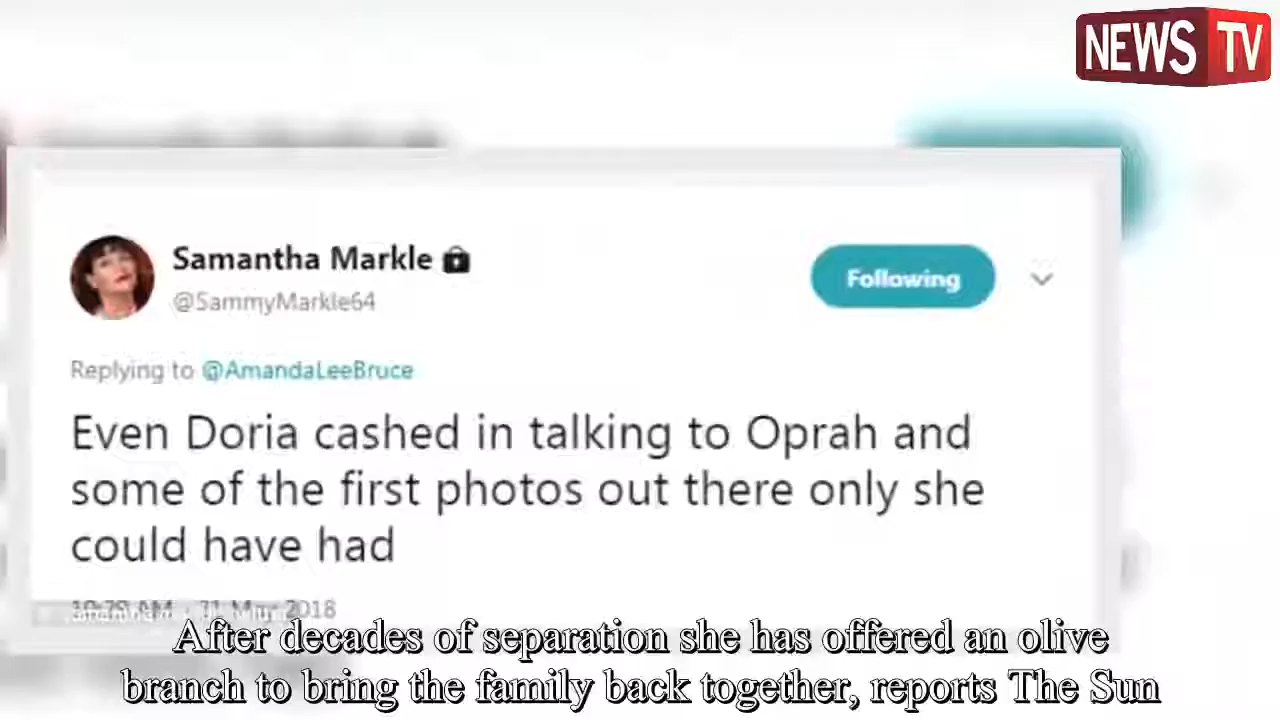 NEWS TV
Samantha Markle
@SammyMarkle64
Following
Replying to @AmandaLeeBruce
Even Doria cashed in talking to Oprah and
some of the first photos out there only she
could have had
2018
After decades of separation she has offered an olive
branch to bring the family back together, reports The Sun